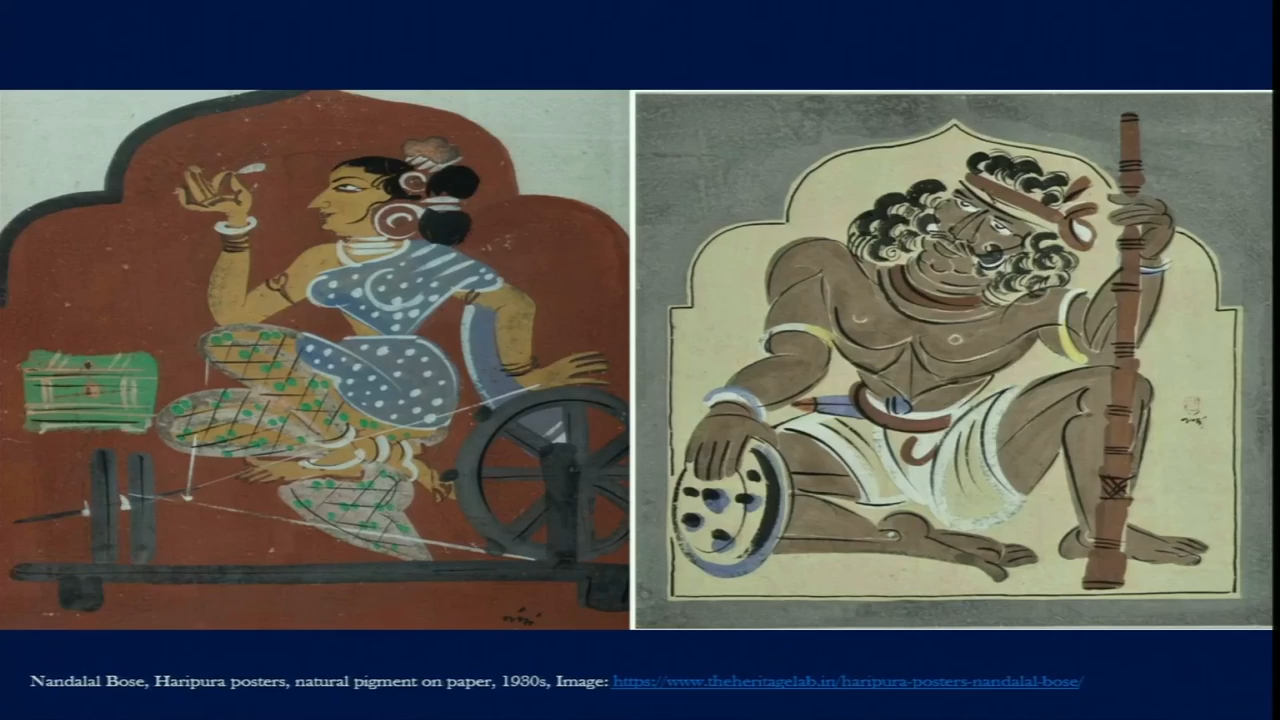 Nandalal Bose, Haripura posters, natural pigment on paper, 1930s, Image: https://www.theheritagelab.in/haripura-posters-nandalal-bose/